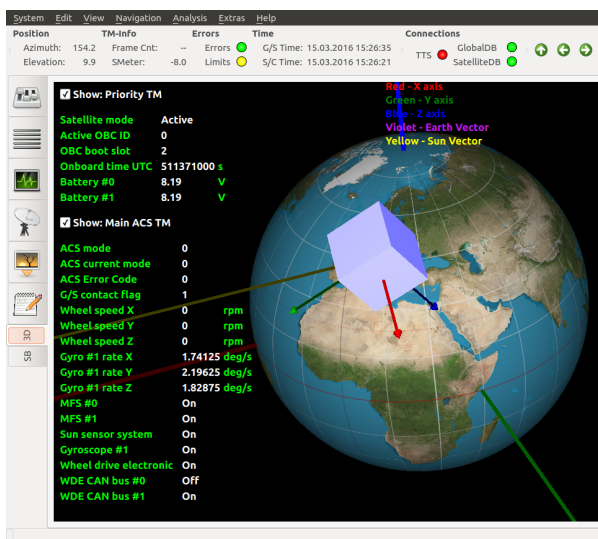 System Edit View Navigation Analysis Extras Help
Position TM-Info Errors Time Connections
Azimuth: 154.2 Frame Cnt: -- Errors G/S Time: 15.03.2016 15:26:35 TTS GlobalDB
Elevation: 9.9 SMeter: -8.0 Limits S/C Time: 15.03.2016 15:26:21 SatelliteDB
Show: Priority TM
Red - X axis
Green - Y axis
Blue - Z axis
Violet - Earth Vector
Yellow - Sun Vector
Satellite mode Active
Active OBC ID 0
OBC boot slot 2
Onboard time UTC 511371000 s
Battery #0 8.19 V
Battery #1 8.19 V
Show: Main ACS TM
ACS mode 0
ACS current mode 0
ACS Error Code 0
G/S contact flag 1
Wheel speed X 0 rpm
Wheel speed Y 0 rpm
Wheel speed Z 0 rpm
Gyro #1 rate X 1.74125 deg/s
Gyro #1 rate Y 2.19625 deg/s
Gyro #1 rate Z 1.82875 deg/s
MFS #0 On
MFS #1 On
Sun sensor system On
Gyroscope #1 On
Wheel drive electronic On
WDE CAN bus #0 Off
WDE CAN bus #1 On
3D
SB